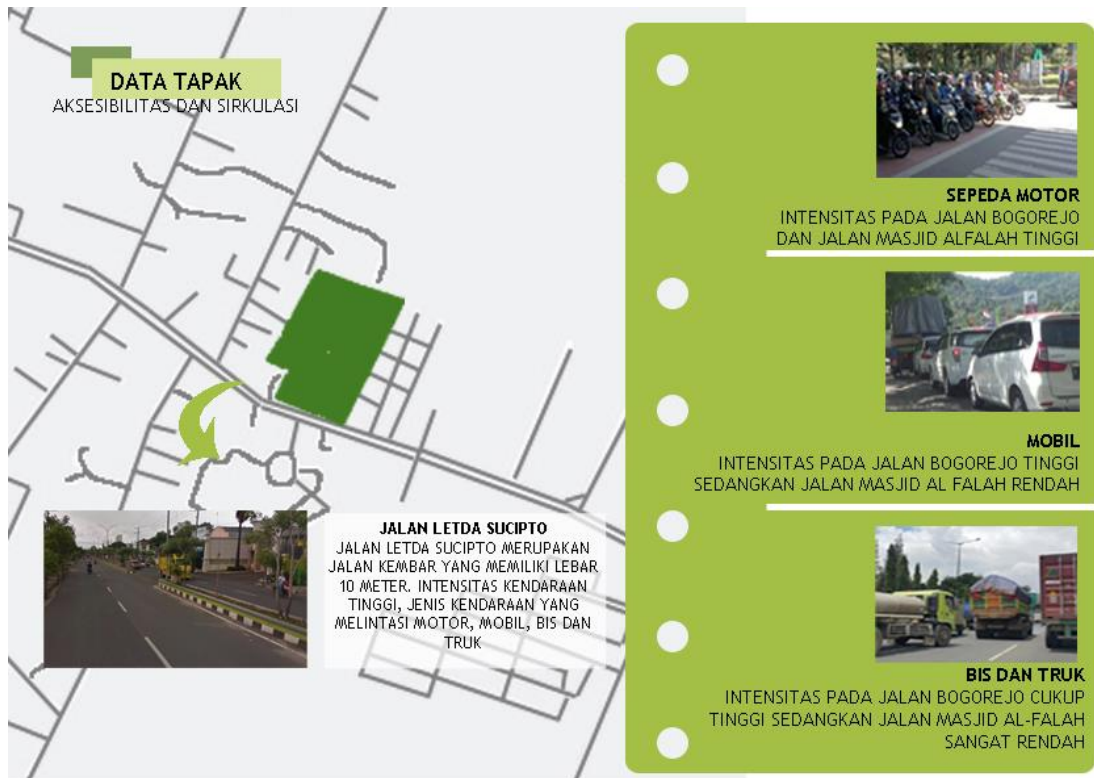 DATA TAPAK
AKSESIBILITAS DAN SIRKULASI
SEPEDA MOTOR
INTENSITAS PADA JALAN BOGOREJO
DAN JALAN MASJID ALFALAH TINGGI
MOBIL
INTENSITAS PADA JALAN BOGOREJO TINGGI
SEDANGKAN JALAN MASJID AL FALAH RENDAH
JALAN LETDA SUCIPTO
JALAN LETDA SUCIPTO MERUPAKAN
JALAN KEMBAR YANG MEMILIKI LEBAR
10 METER. INTENSITAS KENDARAAN
TINGGI, JENIS KENDARAAN YANG
MELINTASI MOTOR, MOBIL, BIS DAN
TRUK
BIS DAN TRUK
INTENSITAS PADA JALAN BOGOREJO CUKUP
TINGGI SEDANGKAN JALAN MASJID AL-FALAH
SANGAT RENDAH